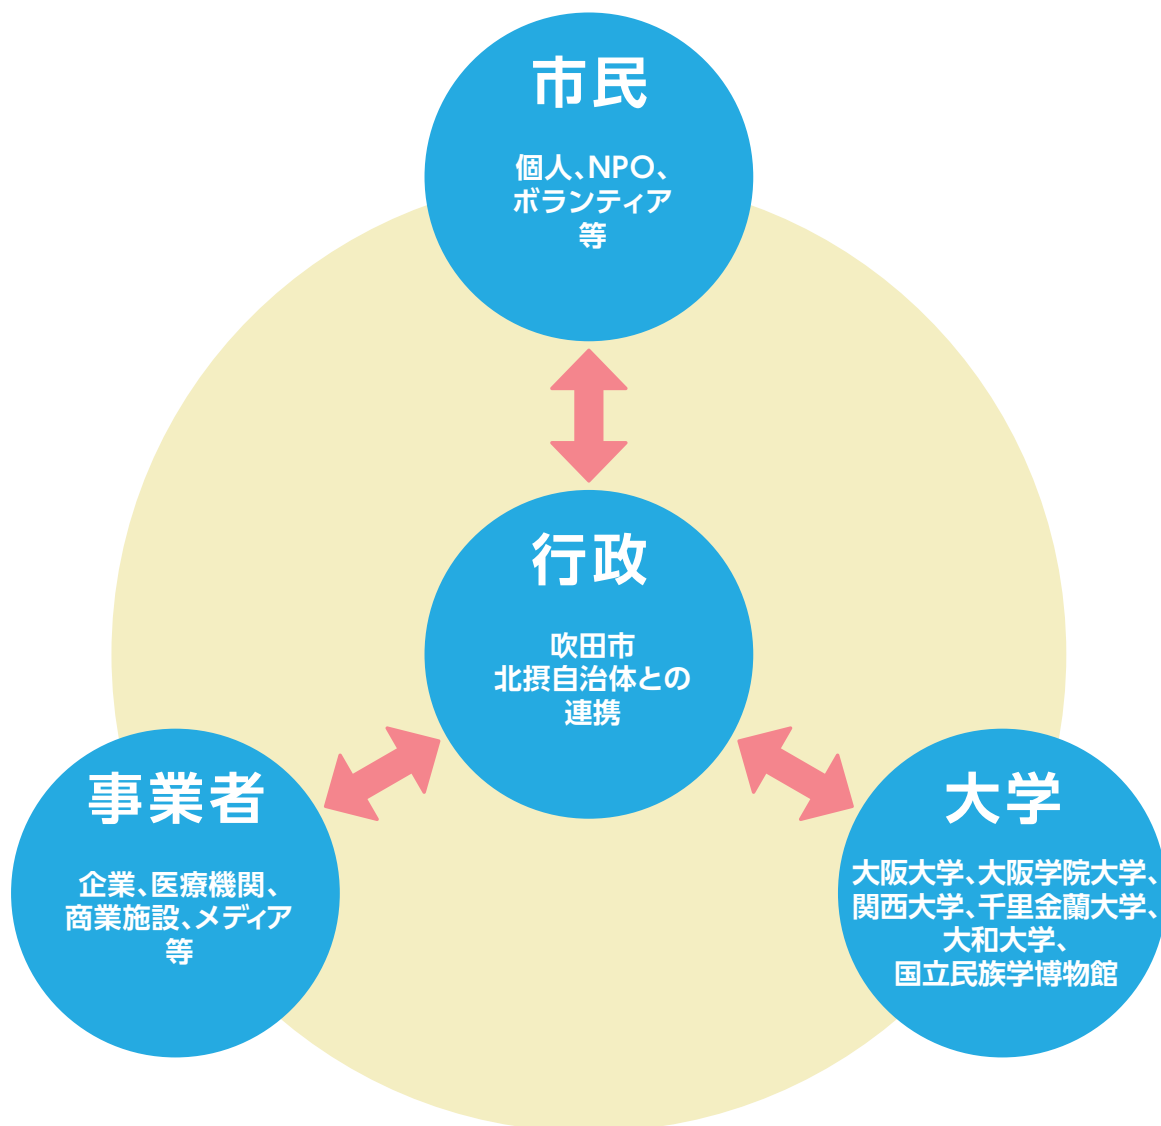 市民
個人、NPO、
ボランティア
等
行政
吹田市
北摂自治体との
連携
事業者
企業、医療機関、
商業施設、メディア
等
大学
大阪大学、大阪学院大学、
関西大学、千里金蘭大学、
大和大学、
国立民族学博物館